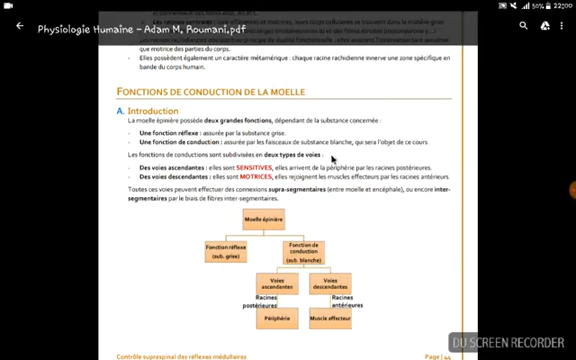 50% 22:00
Physiologie Humaine – Adam M. Roumani.pdf
que motrice des parties du corps.
- Elles possèdent également un caractère métamérique : chaque racine rachidienne innerve une zone spécifique en
bande du corps humain.
FONCTIONS DE CONDUCTION DE LA MOELLE
A. Introduction
La moelle épinière possède deux grandes fonctions, dépendant de la substance concernée :
- Une fonction réflexe : assurée par la substance grise.
- Une fonction de conduction : assurée par les faisceaux de substance blanche, qui sera l'objet de ce cours
Les fonctions de conductions sont subdivisées en deux types de voies :
- Des voies ascendantes : elles sont SENSITIVES, elles arrivent de la périphérie par les racines postérieures.
- Des voies descendantes : elles sont MOTRICES, elles rejoignent les muscles effecteurs par les racines antérieures.
Toutes ces voies peuvent effectuer des connexions supra-segmentaires (entre moelle et encéphale), ou encore inter-
segmentaires par le biais de fibres inter-segmentaires.
Moelle épinière
Fonction réflexe
(sub. grise)
Fonction de
conduction
(sub. blanche)
Voies
ascendantes
Voies
descendantes
Racines
postérieures
Racines
antérieures
Périphérie
Muscle effecteur
Contrôle supraspinal des réflexes médullaires
Page | 44
DU SCREEN RECORDER